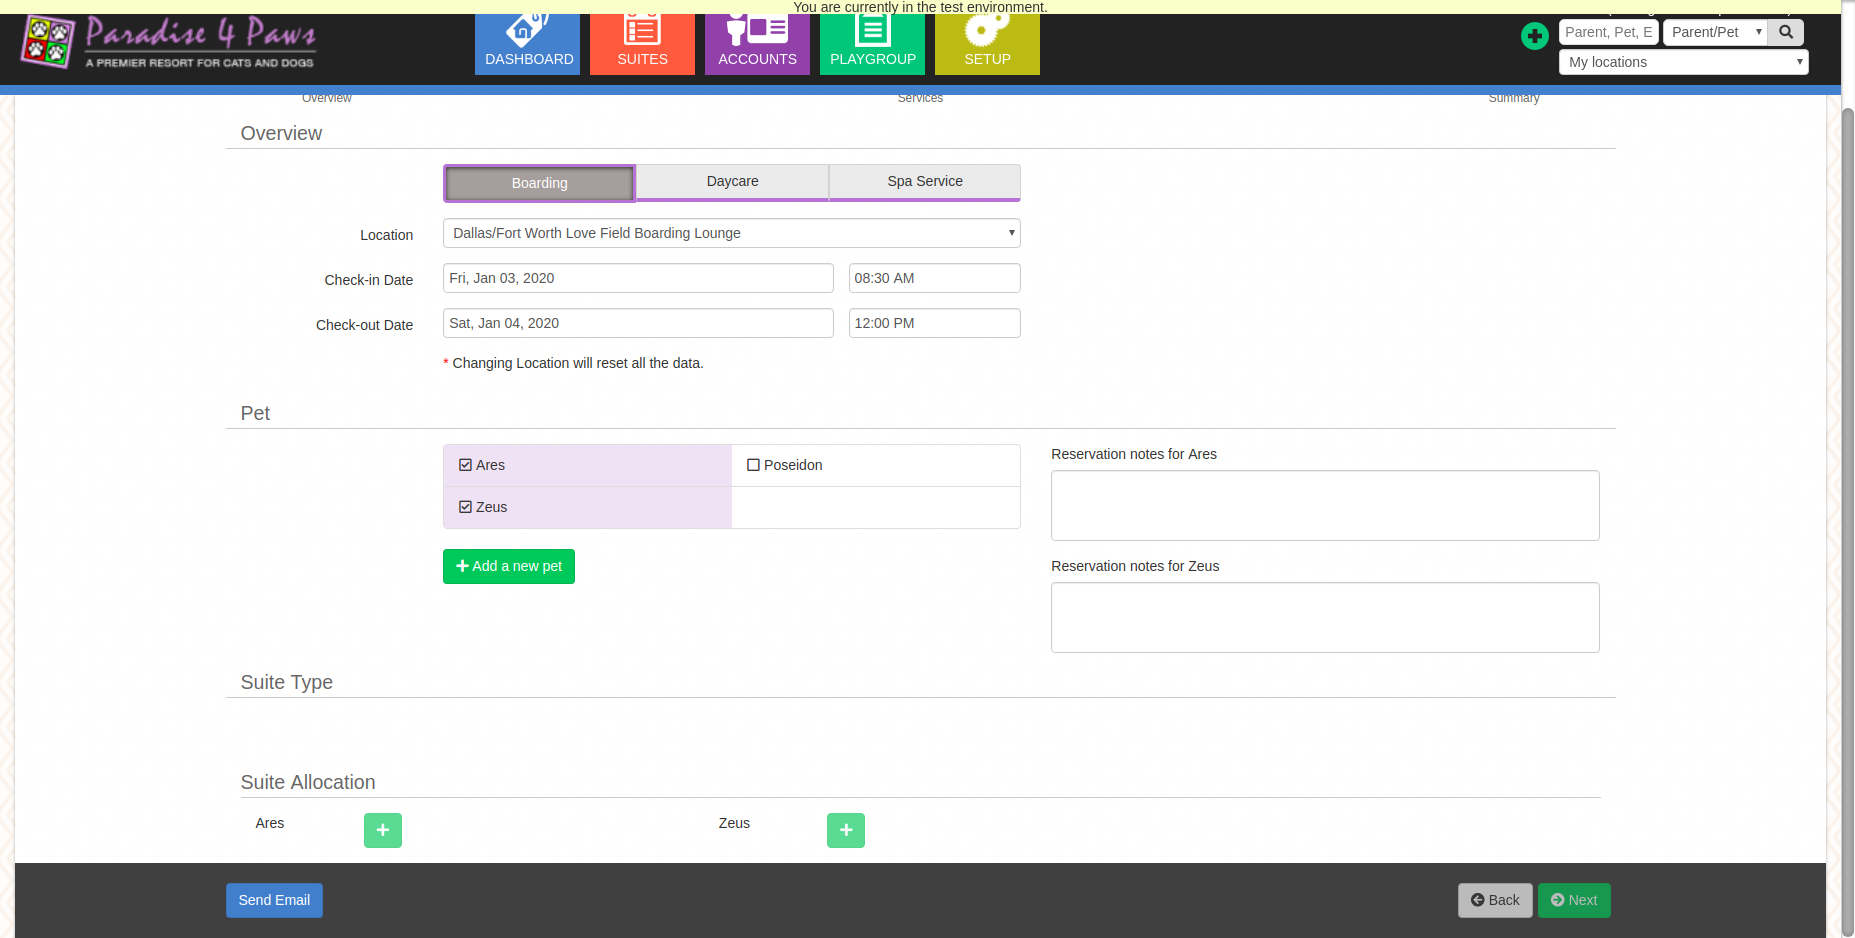 You are currently in the test environment.
Paradise 4 Paws
A PREMIER RESORT FOR CATS AND DOGS
DASHBOARD
SUITES
ACCOUNTS
PLAYGROUP
SETUP
Parent, Pet, E
Parent/Pet
My locations
Overview
Services
Summary
Overview
Boarding
Daycare
Spa Service
Location
Dallas/Fort Worth Love Field Boarding Lounge
Check-in Date
Fri, Jan 03, 2020
08:30 AM
Check-out Date
Sat, Jan 04, 2020
12:00 PM
* Changing Location will reset all the data.
Pet
Ares
Poseidon
Zeus
Add a new pet
Reservation notes for Ares
Reservation notes for Zeus
Suite Type
Suite Allocation
Ares
Zeus
Send Email
Back
Next